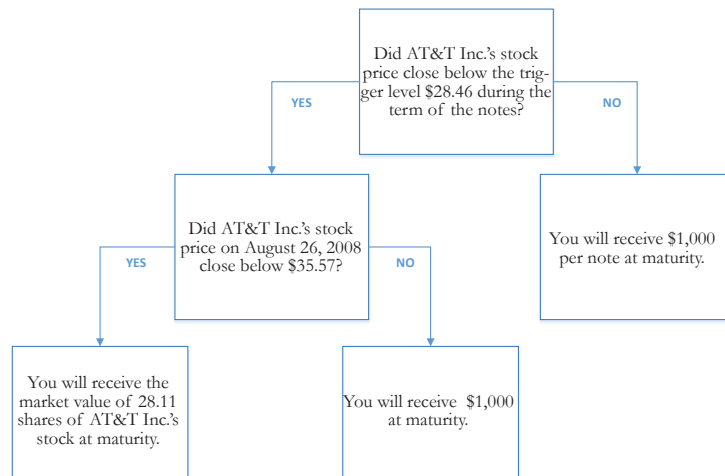 Did AT&T Inc.'s stock
price close below the trig-
ger level $28.46 during the
term of the notes?
YES
NO
Did AT&T Inc.'s stock
price on August 26, 2008
close below $35.57?
You will receive $1,000
per note at maturity.
YES
NO
You will receive the
market value of 28.11
shares of AT&T Inc.'s
stock at maturity.
You will receive $1,000
at maturity.